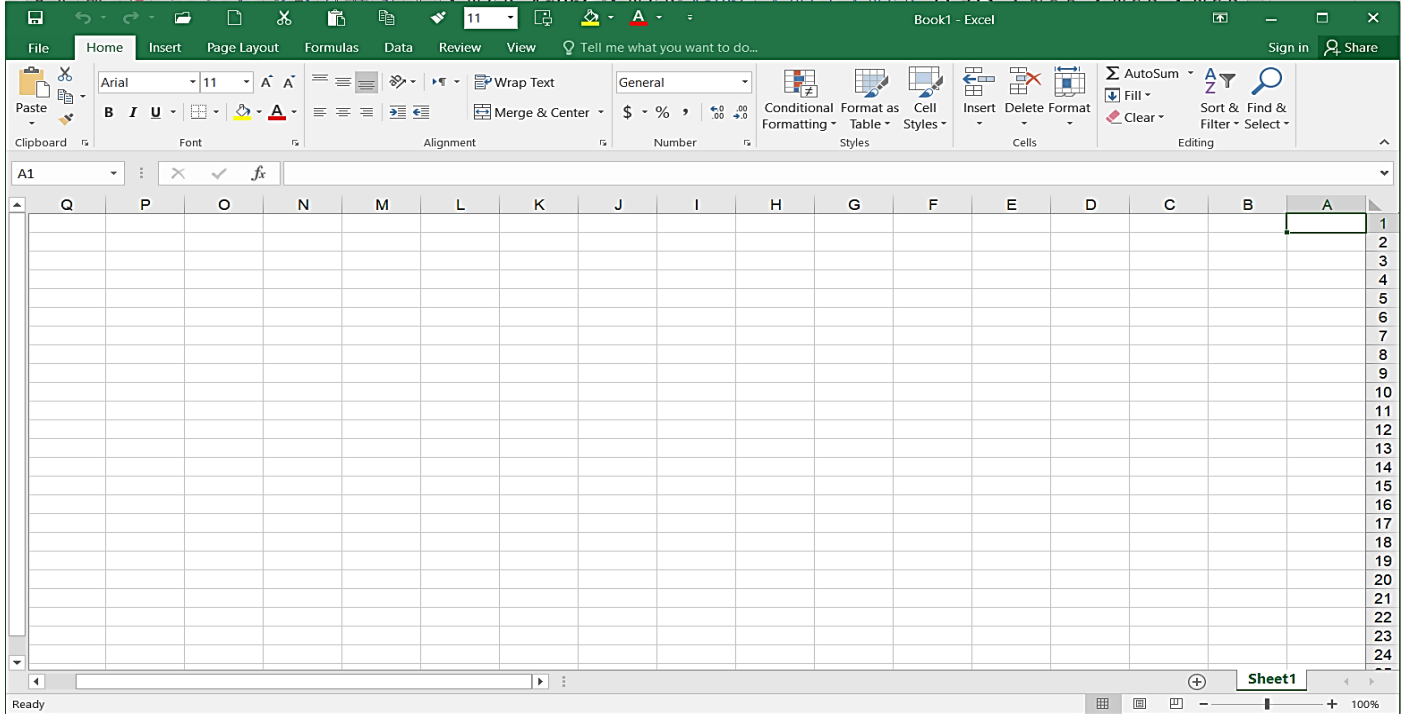 11 Book1 - Excel
File Home Insert Page Layout Formulas Data Review View Tell me what you want to do... Sign in Share
Arial 11 Wrap Text General AutoSum
Paste Fill
B I U Merge & Center $ % Conditional Format as Cell Insert Delete Format Sort & Find &
Formatting Table Styles Clear Filter Select
Clipboard Font Alignment Number Styles Cells Editing
A1 fx
Q P O N M L K J I H G F E D C B A
1
2
3
4
5
6
7
8
9
10
11
12
13
14
15
16
17
18
19
20
21
22
23
24
Sheet1
Ready 100%